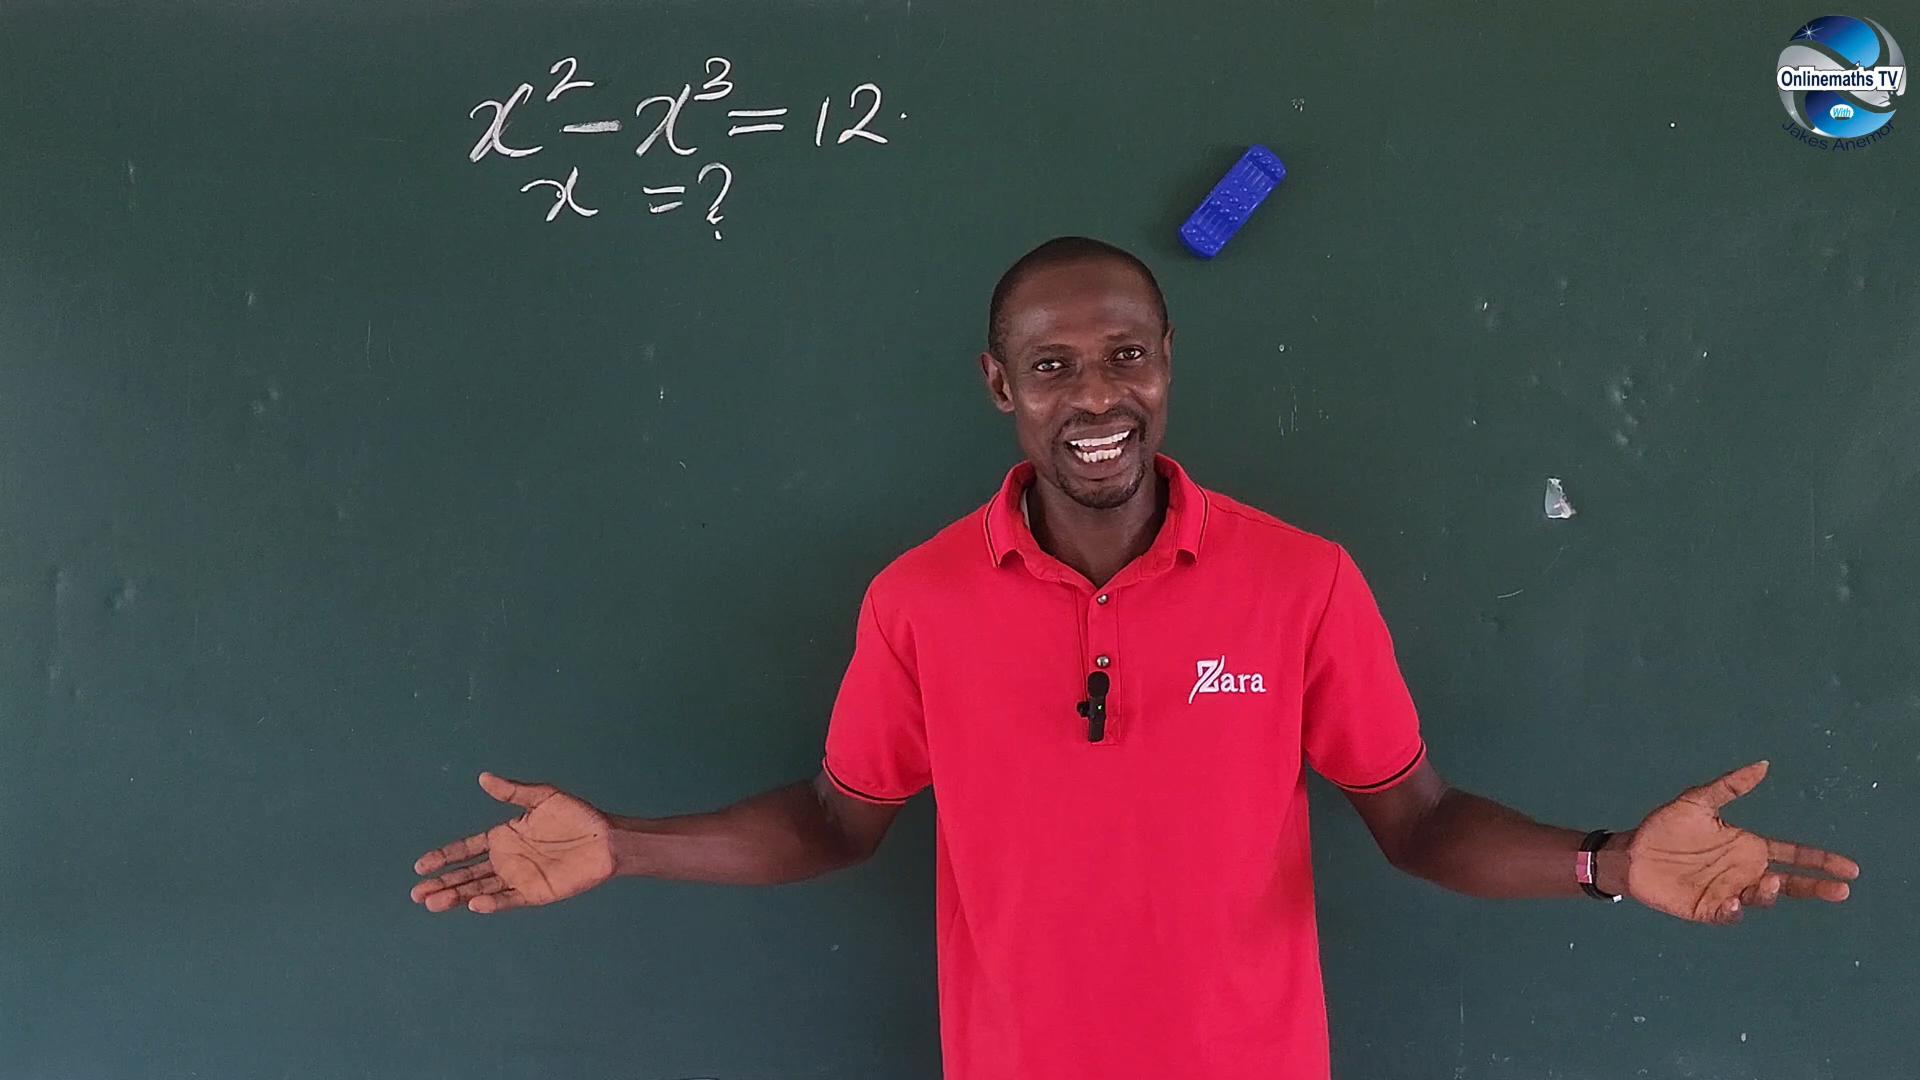 x² - x³ = 12.
x = ?
Onlinemaths TV
With
Jakes Anemor
Zara